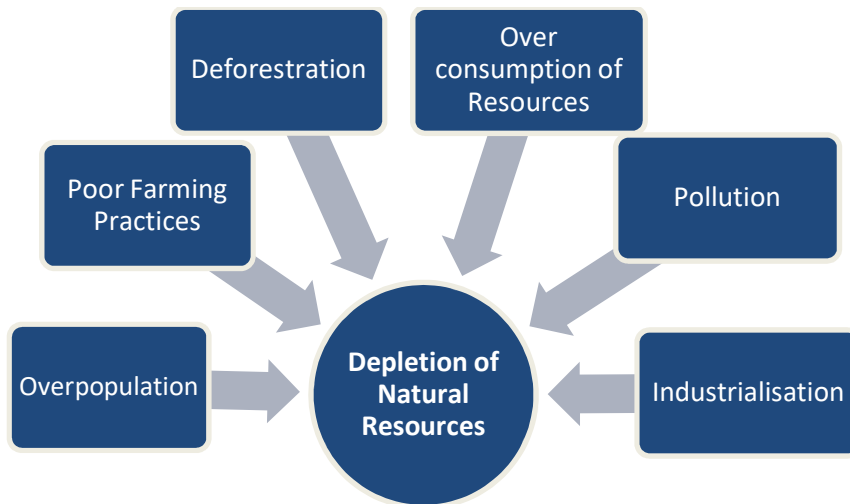 Deforestration
Over
consumption of
Resources
Poor Farming
Practices
Pollution
Overpopulation
Depletion of
Natural
Resources
Industrialisation